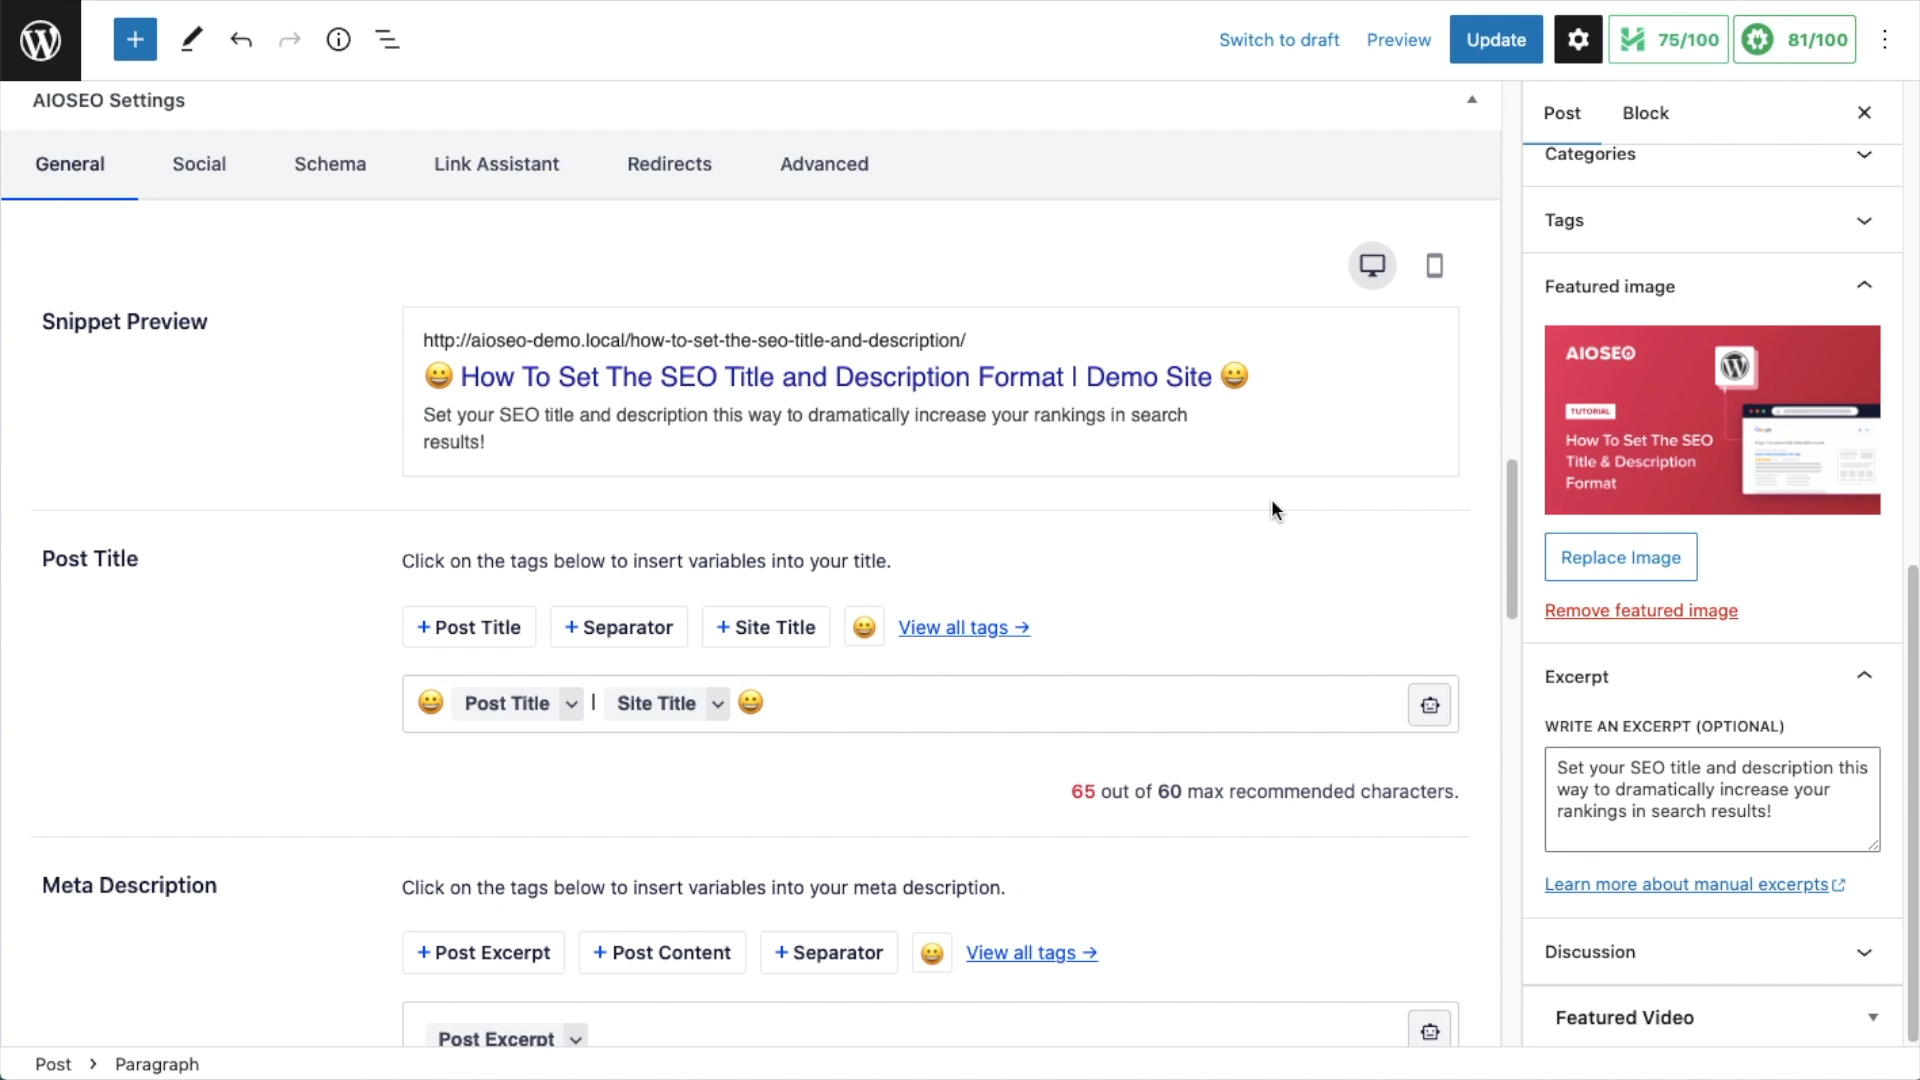 Switch to draft
Preview
Update
75/100
81/100
AIOSEO Settings
General
Social
Schema
Link Assistant
Redirects
Advanced
Snippet Preview
http://aioseo-demo.local/how-to-set-the-seo-title-and-description/
😀 How To Set The SEO Title and Description Format | Demo Site 😀
Set your SEO title and description this way to dramatically increase your rankings in search
results!
Post Title
Click on the tags below to insert variables into your title.
+ Post Title
+ Separator
+ Site Title
😀
View all tags →
😀 Post Title | Site Title 😀
65 out of 60 max recommended characters.
Meta Description
Click on the tags below to insert variables into your meta description.
+ Post Excerpt
+ Post Content
+ Separator
😀
View all tags →
Post Excerpt
Post > Paragraph
Post
Block
Categories
Tags
Featured image
AIOSEO
TUTORIAL
How To Set The SEO
Title & Description
Format
Google
Replace Image
Remove featured image
Excerpt
WRITE AN EXCERPT (OPTIONAL)
Set your SEO title and description this
way to dramatically increase your
rankings in search results!
Learn more about manual excerpts
Discussion
Featured Video